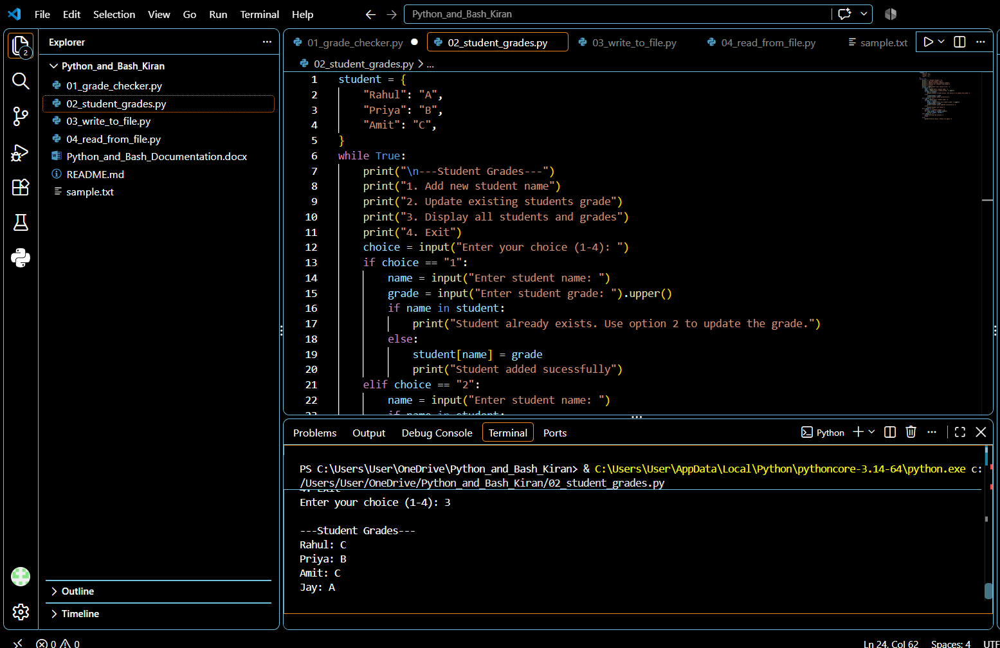 File Edit Selection View Go Run Terminal Help
Python_and_Bash_Kiran
Explorer
2
Python_and_Bash_Kiran
01_grade_checker.py
02_student_grades.py
03_write_to_file.py
04_read_from_file.py
Python_and_Bash_Documentation.docx
README.md
sample.txt
Outline
Timeline
01_grade_checker.py 02_student_grades.py 03_write_to_file.py 04_read_from_file.py sample.txt
02_student_grades.py > ...
1 student = {
2 "Rahul": "A",
3 "Priya": "B",
4 "Amit": "C",
5 }
6 while True:
7 print("\n---Student Grades---")
8 print("1. Add new student name")
9 print("2. Update existing students grade")
10 print("3. Display all students and grades")
11 print("4. Exit")
12 choice = input("Enter your choice (1-4): ")
13 if choice == "1":
14 name = input("Enter student name: ")
15 grade = input("Enter student grade: ").upper()
16 if name in student:
17 print("Student already exists. Use option 2 to update the grade.")
18 else:
19 student[name] = grade
20 print("Student added sucessfully")
21 elif choice == "2":
22 name = input("Enter student name: ")
23 if name in student:
Problems Output Debug Console Terminal Ports
Python
PS C:\Users\User\OneDrive\Python_and_Bash_Kiran> & C:\Users\User\AppData\Local\Python\pythoncore-3.14-64\python.exe c:
/Users/User/OneDrive/Python_and_Bash_Kiran/02_student_grades.py
4. Exit
Enter your choice (1-4): 3
---Student Grades---
Rahul: C
Priya: B
Amit: C
Jay: A
0 0
Ln 24, Col 62 Spaces: 4 UTF